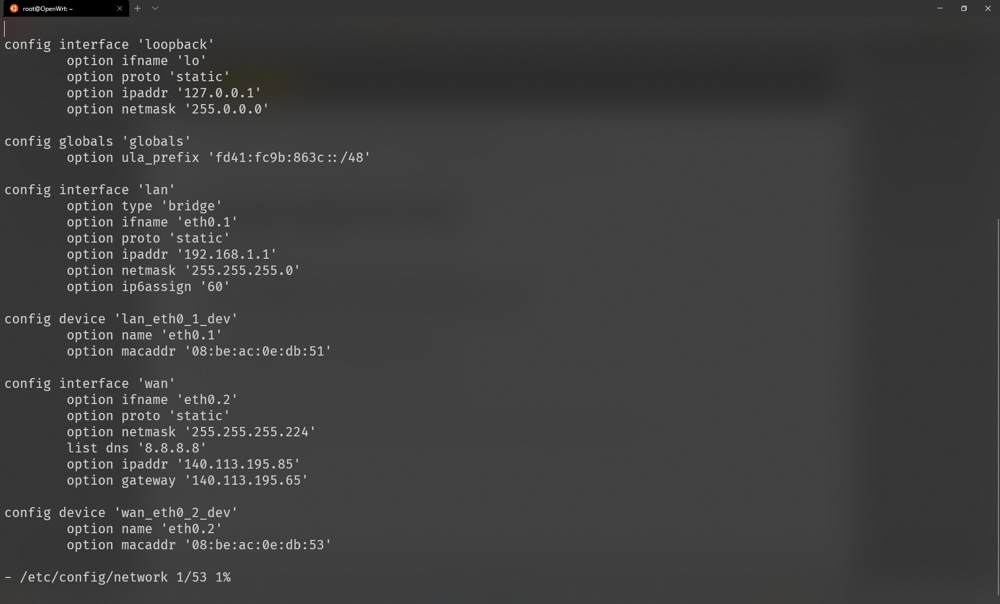 root@OpenWrt: ~
config interface 'loopback'
        option ifname 'lo'
        option proto 'static'
        option ipaddr '127.0.0.1'
        option netmask '255.0.0.0'

config globals 'globals'
        option ula_prefix 'fd41:fc9b:863c::/48'

config interface 'lan'
        option type 'bridge'
        option ifname 'eth0.1'
        option proto 'static'
        option ipaddr '192.168.1.1'
        option netmask '255.255.255.0'
        option ip6assign '60'

config device 'lan_eth0_1_dev'
        option name 'eth0.1'
        option macaddr '08:be:ac:0e:db:51'

config interface 'wan'
        option ifname 'eth0.2'
        option proto 'static'
        option netmask '255.255.255.224'
        list dns '8.8.8.8'
        option ipaddr '140.113.195.85'
        option gateway '140.113.195.65'

config device 'wan_eth0_2_dev'
        option name 'eth0.2'
        option macaddr '08:be:ac:0e:db:53'

- /etc/config/network 1/53 1%